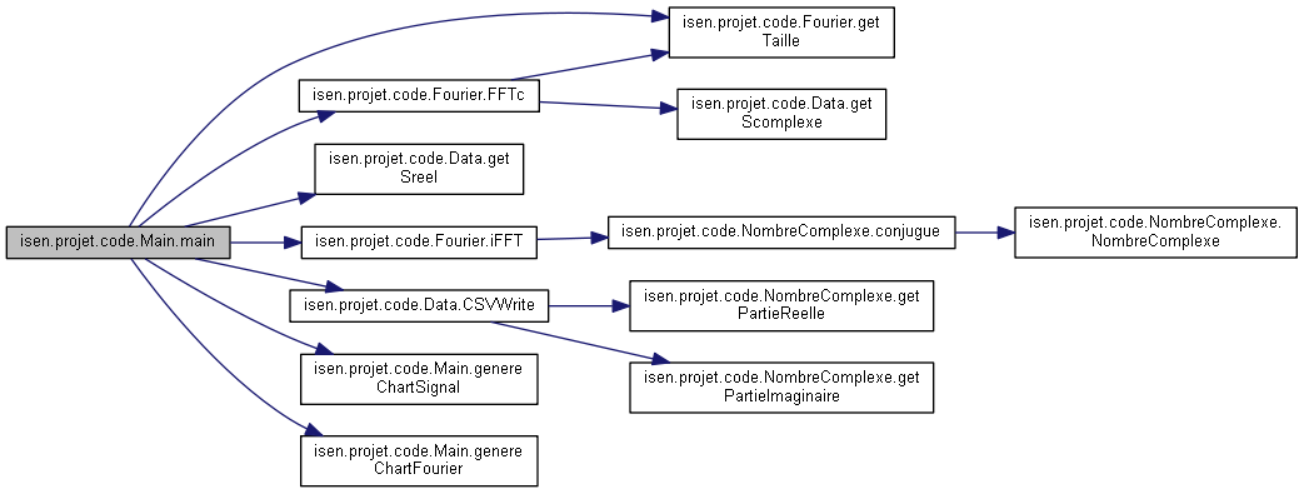 isen.projet.code.Fourier.get
Taille
isen.projet.code.Fourier.FFTc
isen.projet.code.Data.get
Scomplexe
isen.projet.code.Data.get
Sreel
isen.projet.code.Main.main
isen.projet.code.Fourier.iFFT
isen.projet.code.NombreComplexe.conjugue
isen.projet.code.NombreComplexe.
NombreComplexe
isen.projet.code.Data.CSVWrite
isen.projet.code.NombreComplexe.get
PartieReelle
isen.projet.code.Main.genere
ChartSignal
isen.projet.code.NombreComplexe.get
PartieImaginaire
isen.projet.code.Main.genere
ChartFourier